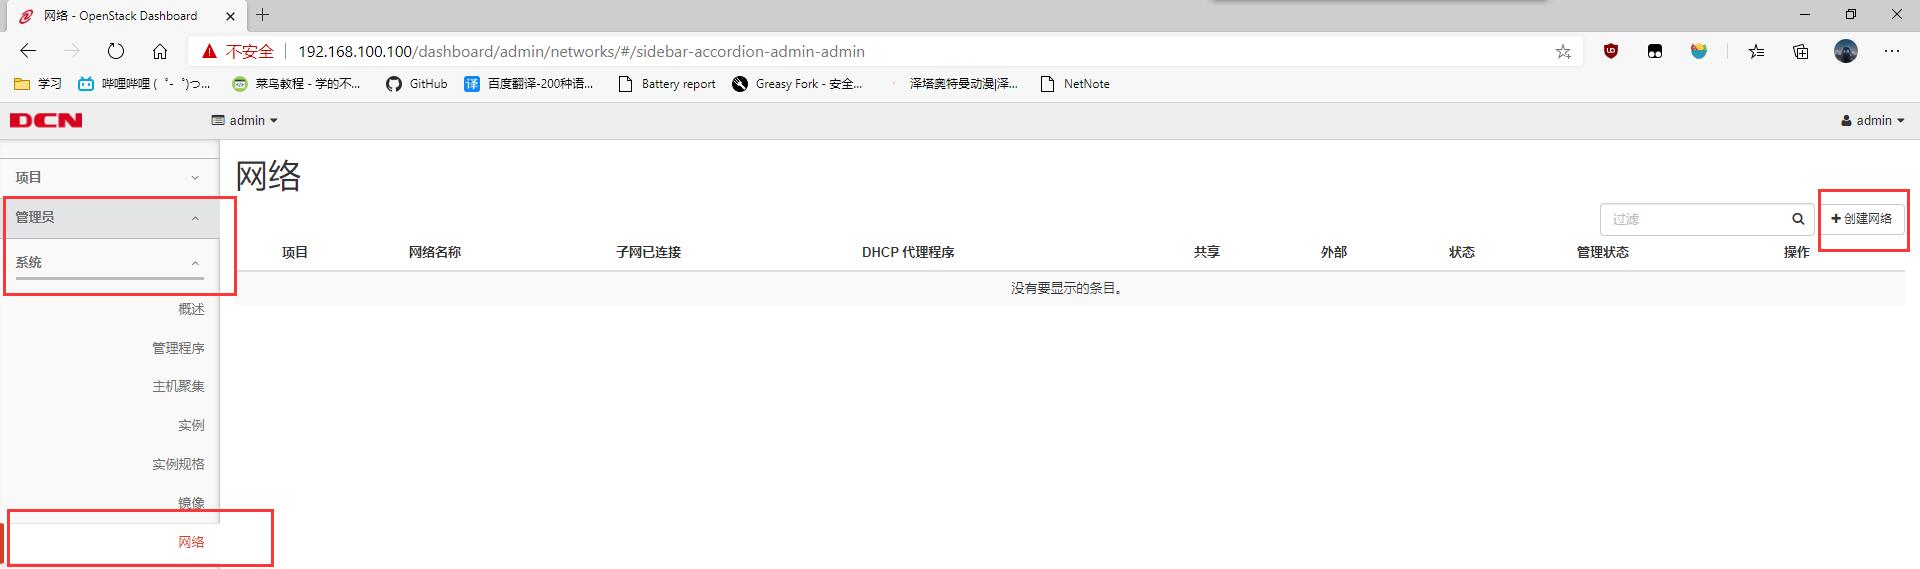 网络 - OpenStack Dashboard
不安全 192.168.100.100/dashboard/admin/networks/#/sidebar-accordion-admin-admin
学习 哔哩哔哩 ( ゜- ゜)つ... 菜鸟教程 - 学的不... GitHub 译 百度翻译-200种语... Battery report Greasy Fork - 安全... 泽塔奥特曼动漫|泽... NetNote
DCN admin admin
项目
管理员
系统
概述
管理程序
主机聚集
实例
实例规格
镜像
网络
网络
过滤 创建网络
项目 网络名称 子网已连接 DHCP 代理程序 共享 外部 状态 管理状态 操作
没有要显示的条目。